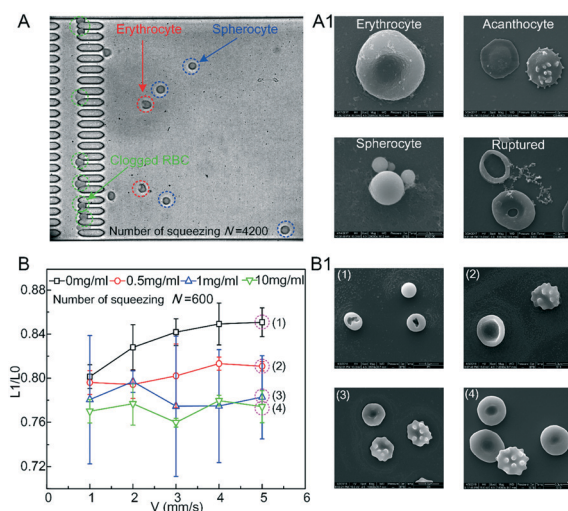 A
Erythrocyte
Spherocyte
Clogged RBC
Number of squeezing N=4200
A1
Erythrocyte
Acanthocyte
Spherocyte
Ruptured
B
0mg/ml 0.5mg/ml 1mg/ml 10mg/ml
Number of squeezing N=600
0.88
0.84
0.80
0.76
0.72
L1/L0
(1)
(2)
(3)
(4)
0 1 2 3 4 5 6
V (mm/s)
B1
(1)
(2)
(3)
(4)